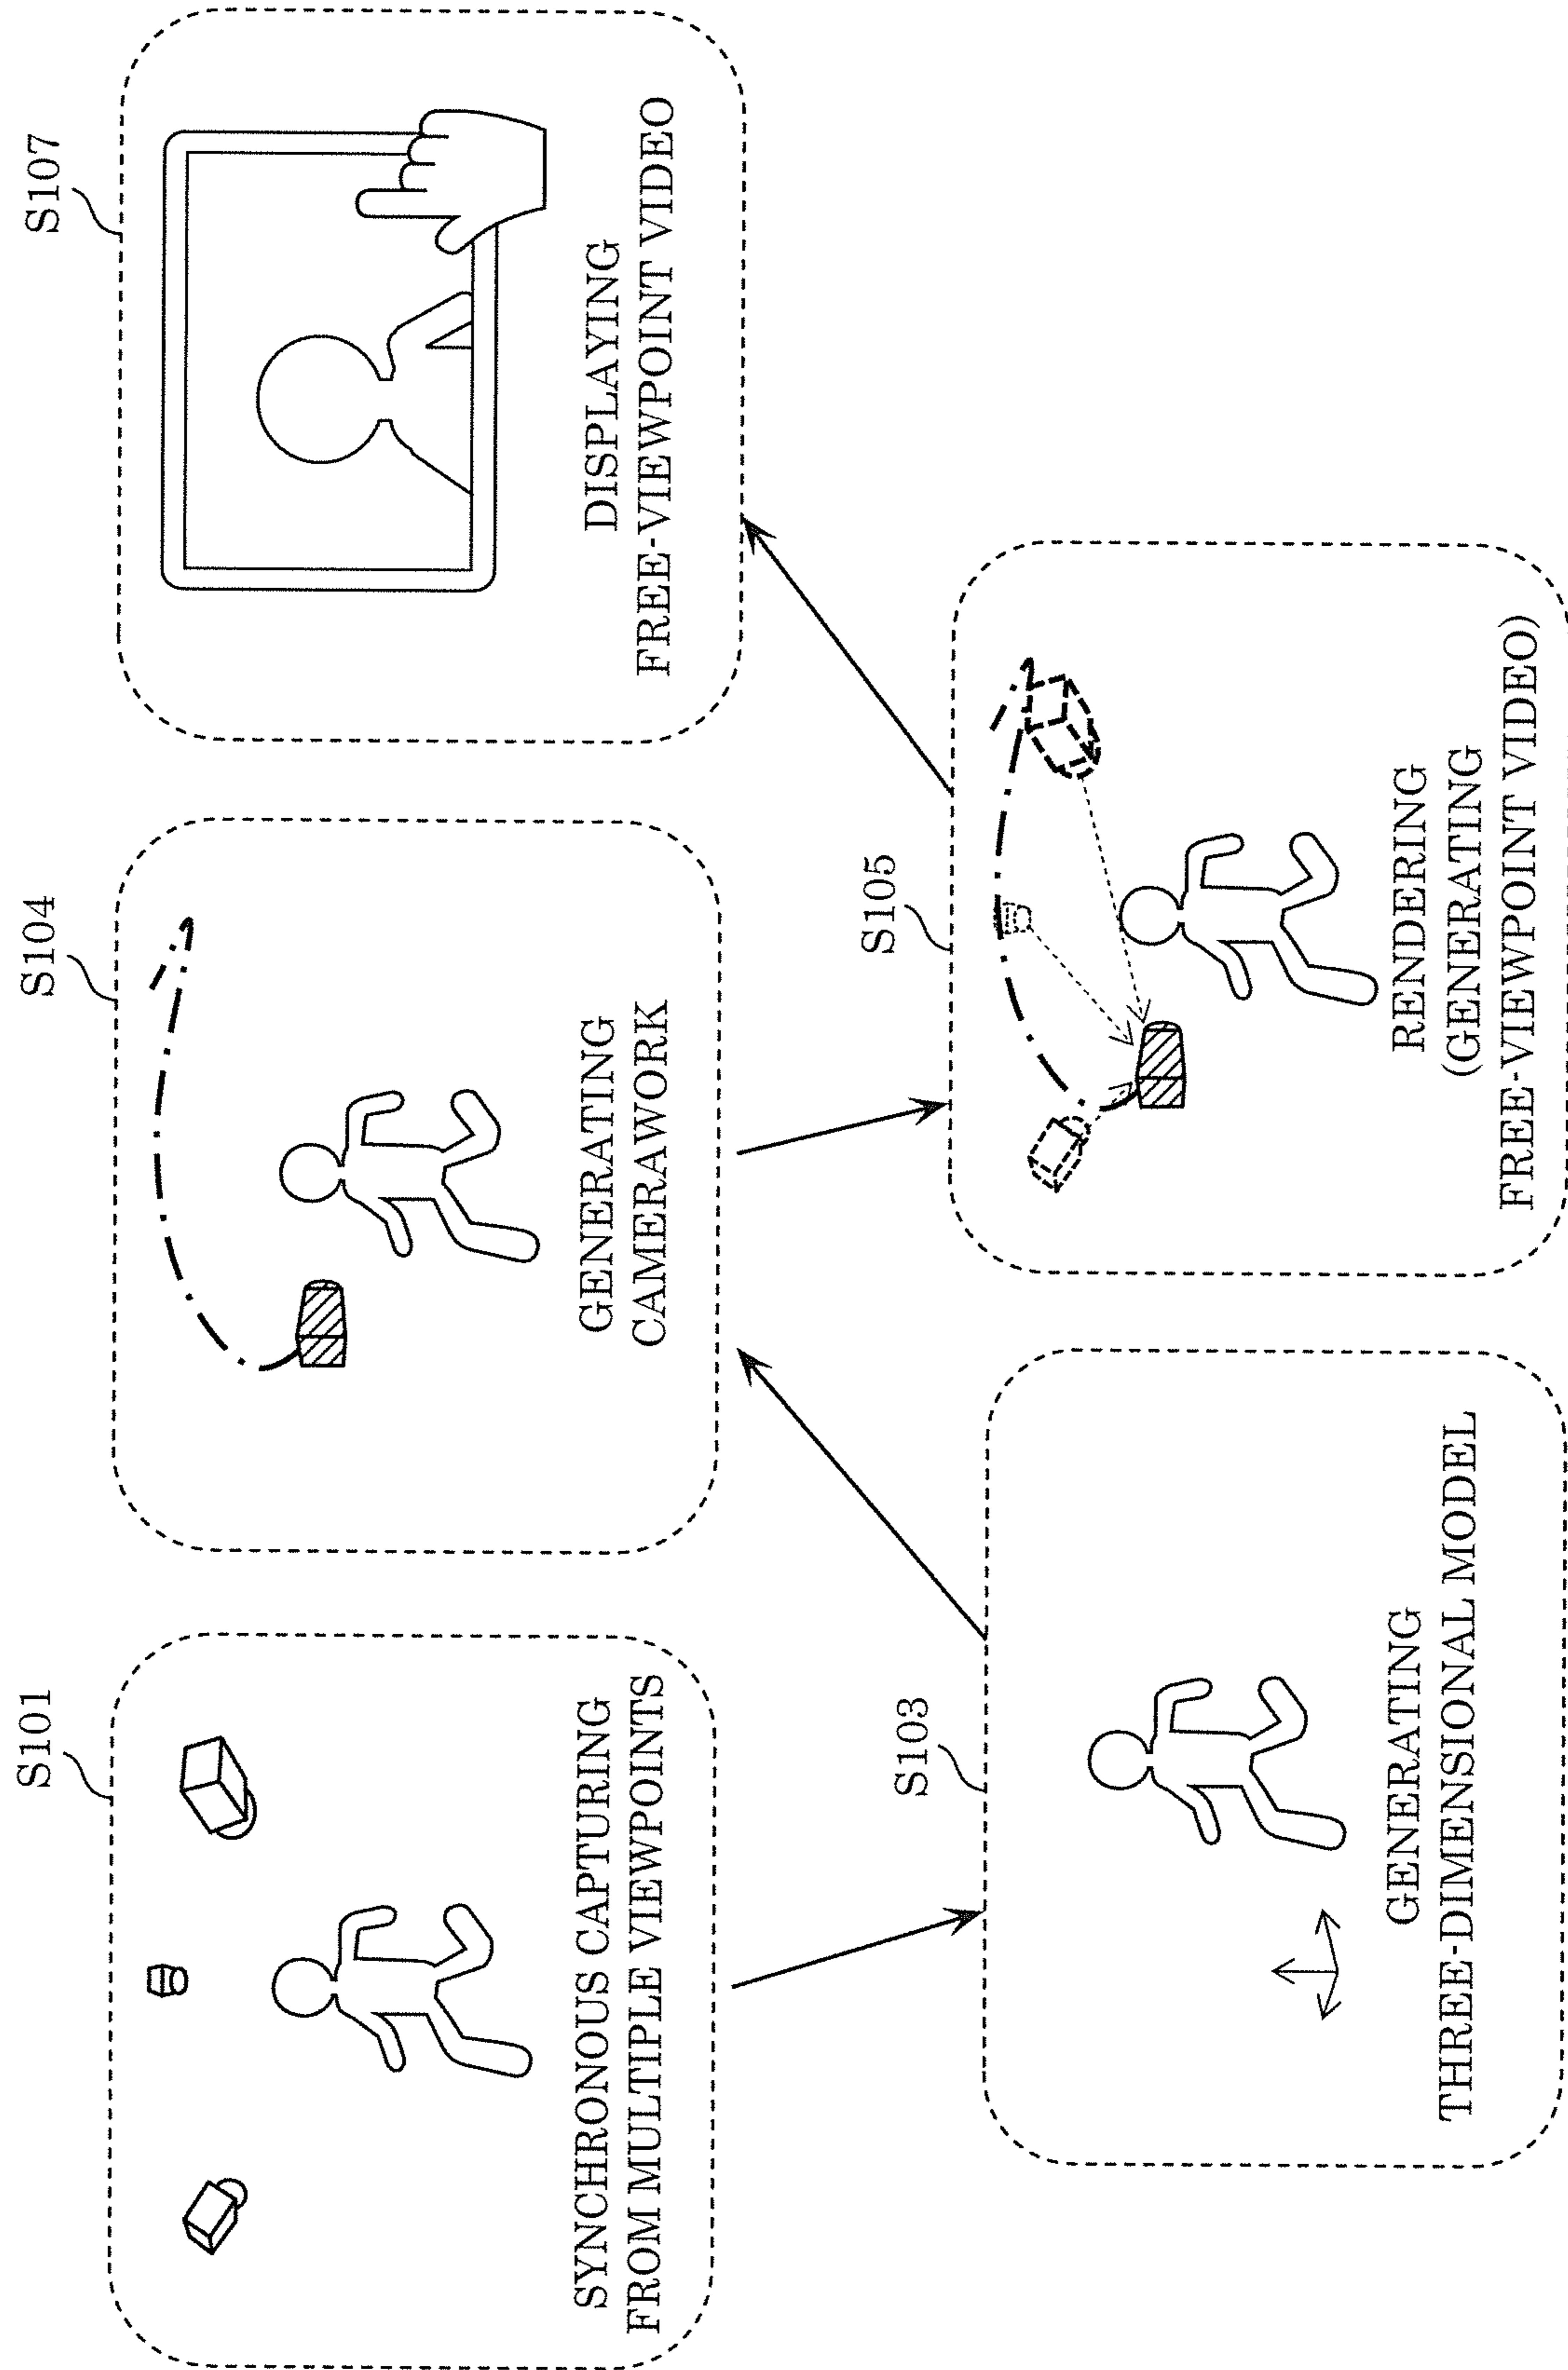 S101
SYNCHRONOUS CAPTURING
FROM MULTIPLE VIEWPOINTS
S103
GENERATING
THREE-DIMENSIONAL MODEL
S104
GENERATING
CAMERAWORK
S105
RENDERING
(GENERATING
FREE-VIEWPOINT VIDEO)
S107
DISPLAYING
FREE-VIEWPOINT VIDEO